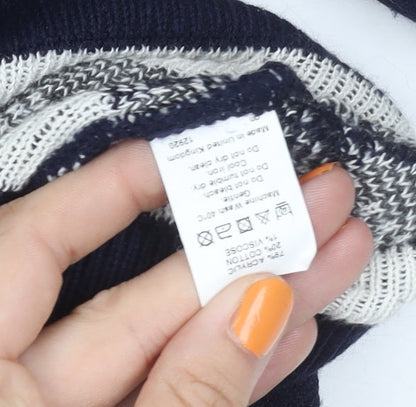 79% ACRYLIC
20% COTTON
1% VISCOSE
Machine Wash 40°C
Gentle
Do not bleach
Do not tumble dry
Cool iron
Do not dry clean
Made in United Kingdom
12920